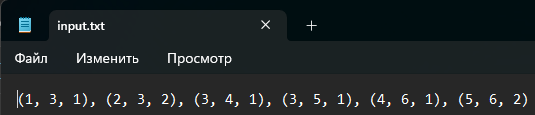 input.txt
Файл Изменить Просмотр
(1, 3, 1), (2, 3, 2), (3, 4, 1), (3, 5, 1), (4, 6, 1), (5, 6, 2)